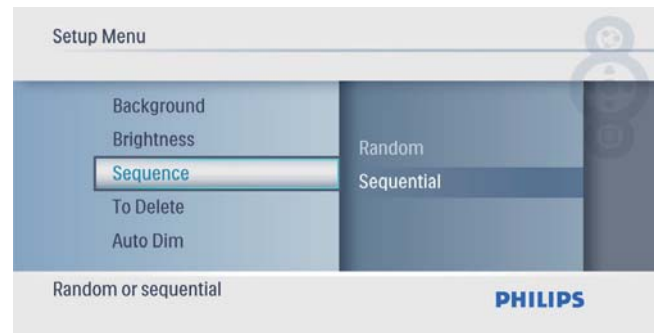 Setup Menu
Background
Brightness
Sequence
To Delete
Auto Dim
Random
Sequential
Random or sequential
PHILIPS